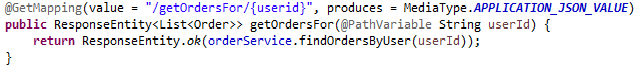 @GetMapping(value = "/getOrdersFor/{userid}", produces = MediaType.APPLICATION_JSON_VALUE)
public ResponseEntity<List<Order>> getOrdersFor(@PathVariable String userId) {
    return ResponseEntity.ok(orderService.findOrdersByUser(userId));
}